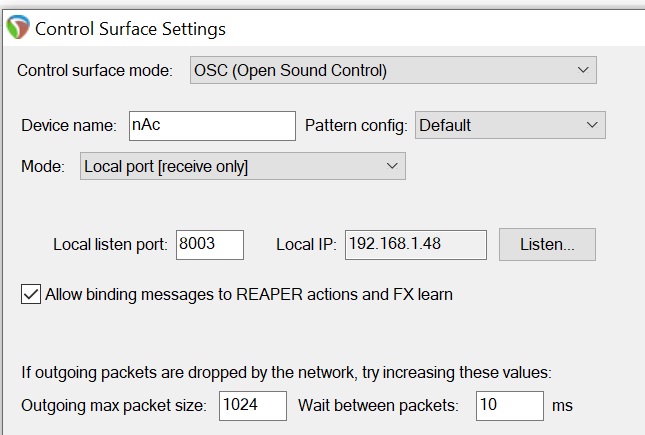 Control Surface Settings
Control surface mode: OSC (Open Sound Control)
Device name: nAc Pattern config: Default
Mode: Local port [receive only]
Local listen port: 8003 Local IP: 192.168.1.48 Listen...
Allow binding messages to REAPER actions and FX learn
If outgoing packets are dropped by the network, try increasing these values:
Outgoing max packet size: 1024 Wait between packets: 10 ms